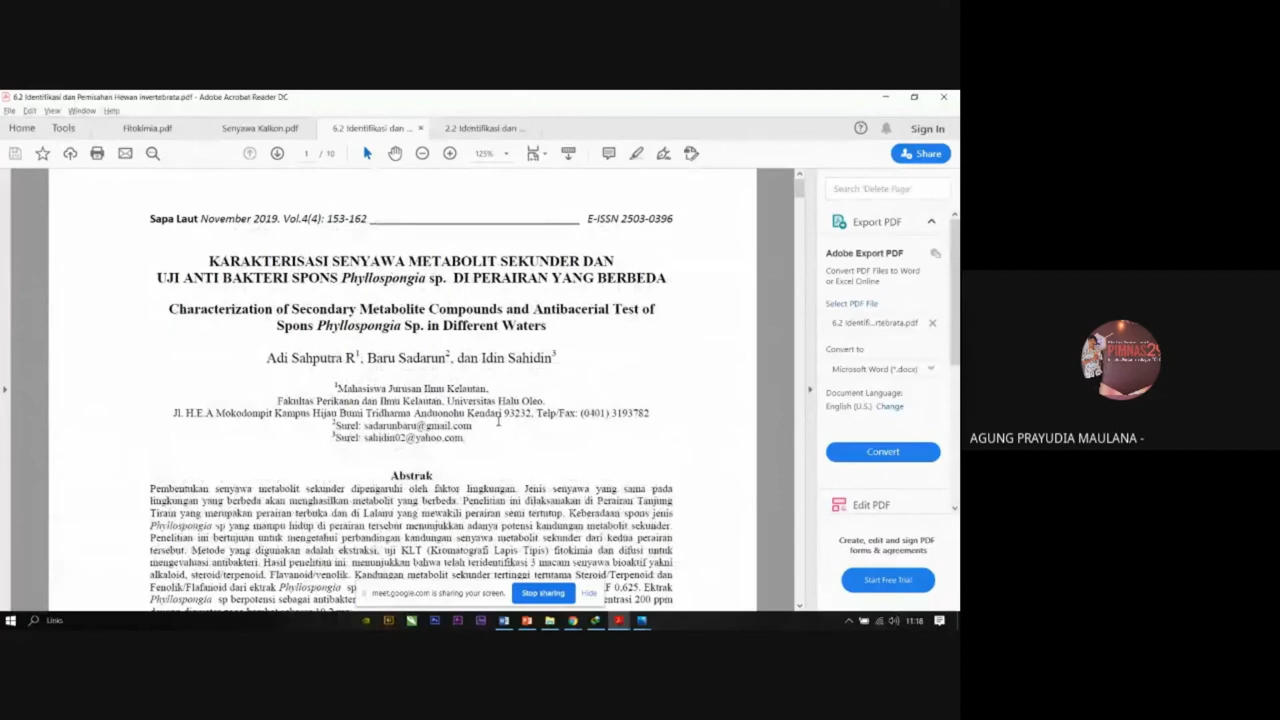 6.2 Identifikasi dan Pemisahan Hewan invertebrata.pdf - Adobe Acrobat Reader DC
File Edit View Window Help
Home Tools Fitokimia.pdf Senyawa Kalkon.pdf 6.2 Identifikasi dan ... × 2.2 Identifikasi dan ... Sign In
1 / 10 125% Share
Sapa Laut November 2019. Vol.4(4): 153-162 E-ISSN 2503-0396
KARAKTERISASI SENYAWA METABOLIT SEKUNDER DAN
UJI ANTI BAKTERI SPONS Phyllospongia sp. DI PERAIRAN YANG BERBEDA
Characterization of Secondary Metabolite Compounds and Antibacerial Test of
Spons Phyllospongia Sp. in Different Waters
Adi Sahputra R1, Baru Sadarun2, dan Idin Sahidin3
1Mahasiswa Jurusan Ilmu Kelautan,
Fakultas Perikanan dan Ilmu Kelautan, Universitas Halu Oleo.
Jl. H.E.A Mokodompit Kampus Hijau Bumi Tridharma Anduonohu Kendari 93232, Telp/Fax: (0401) 3193782
2Surel: sadarunbaru@gmail.com
3Surel: sahidin02@yahoo.com
Abstrak
Pembentukan senyawa metabolit sekunder dipengaruhi oleh faktor lingkungan. Jenis senyawa yang sama pada
lingkungan yang berbeda akan menghasilkan metabolit yang berbeda. Penelitian ini dilaksanakan di Perairan Tanjung
Tiram yang merupakan perairan terbuka dan di Lalanu yang mewakili perairan semi tertutup. Keberadaan spons jenis
Phyllospongia sp yang mampu hidup di perairan tersebut menunjukkan adanya potensi kandungan metabolit sekunder.
Penelitian ini bertujuan untuk mengetahui perbandingan kandungan senyawa metabolit sekunder dari kedua perairan
tersebut. Metode yang digunakan adalah ekstraksi, uji KLT (Kromatografi Lapis Tipis) fitokimia dan difusi untuk
mengevaluasi antibakteri. Hasil penelitian ini menunjukkan bahwa telah teridentifikasi 3 macam senyawa bioaktif yakni
alkaloid, steroid/terpenoid, Flavanoid/venolik. Kandungan metabolit sekunder tertinggi terutama Steroid/Terpenoid dan
Fenolik/Flafanoid dari ekstrak Phyllospongia sp F 0,625. Ekstrak
Phyllospongia sp berpotensi sebagai antibakter entrasi 200 ppm
meet.google.com is sharing your screen. Stop sharing Hide
Search 'Delete Page'
Export PDF
Adobe Export PDF
Convert PDF Files to Word
or Excel Online
Select PDF File
6.2 Identifi...rtebrata.pdf ×
Convert to
Microsoft Word (*.docx)
Document Language:
English (U.S.) Change
Convert
Edit PDF
Create, edit and sign PDF
forms & agreements
Start Free Trial
Links 11:18
PIMNAS
AGUNG PRAYUDIA MAULANA -